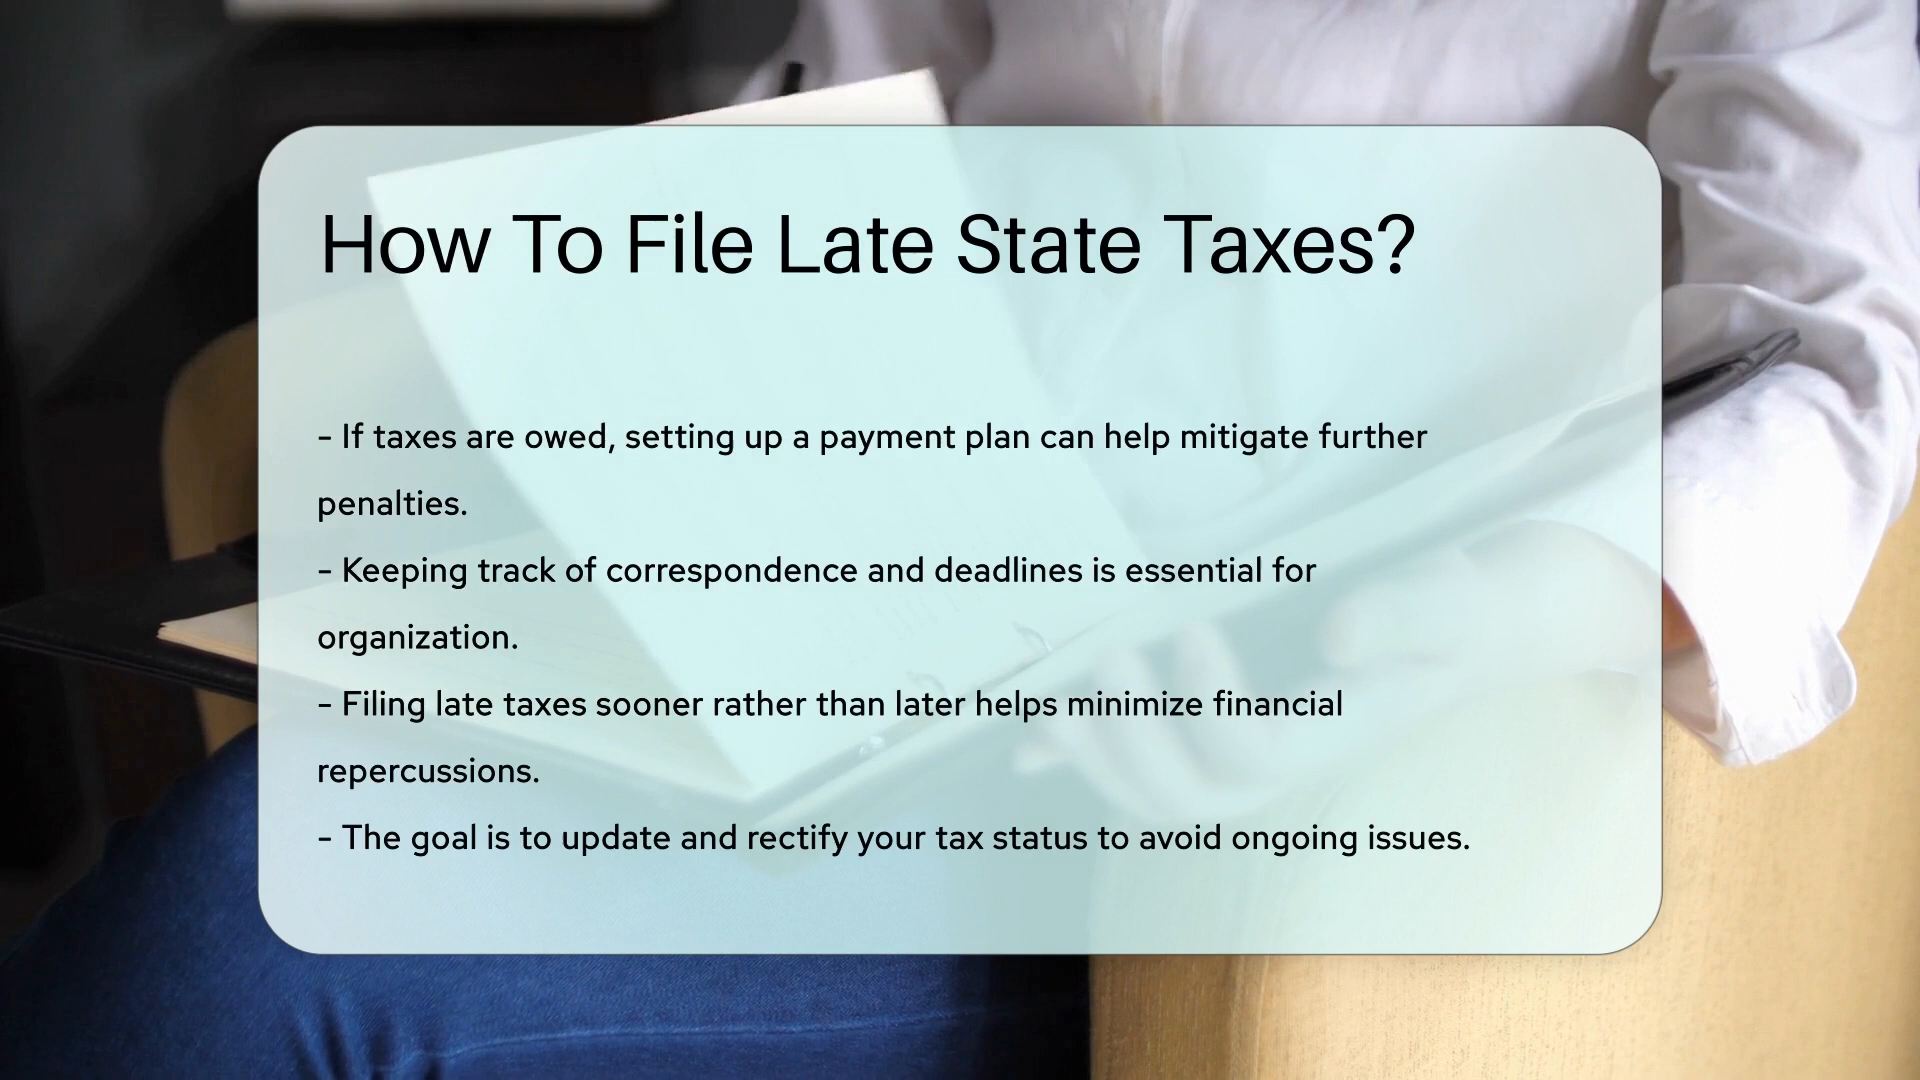 How To File Late State Taxes?
- If taxes are owed, setting up a payment plan can help mitigate further
penalties.
- Keeping track of correspondence and deadlines is essential for
organization.
- Filing late taxes sooner rather than later helps minimize financial
repercussions.
- The goal is to update and rectify your tax status to avoid ongoing issues.